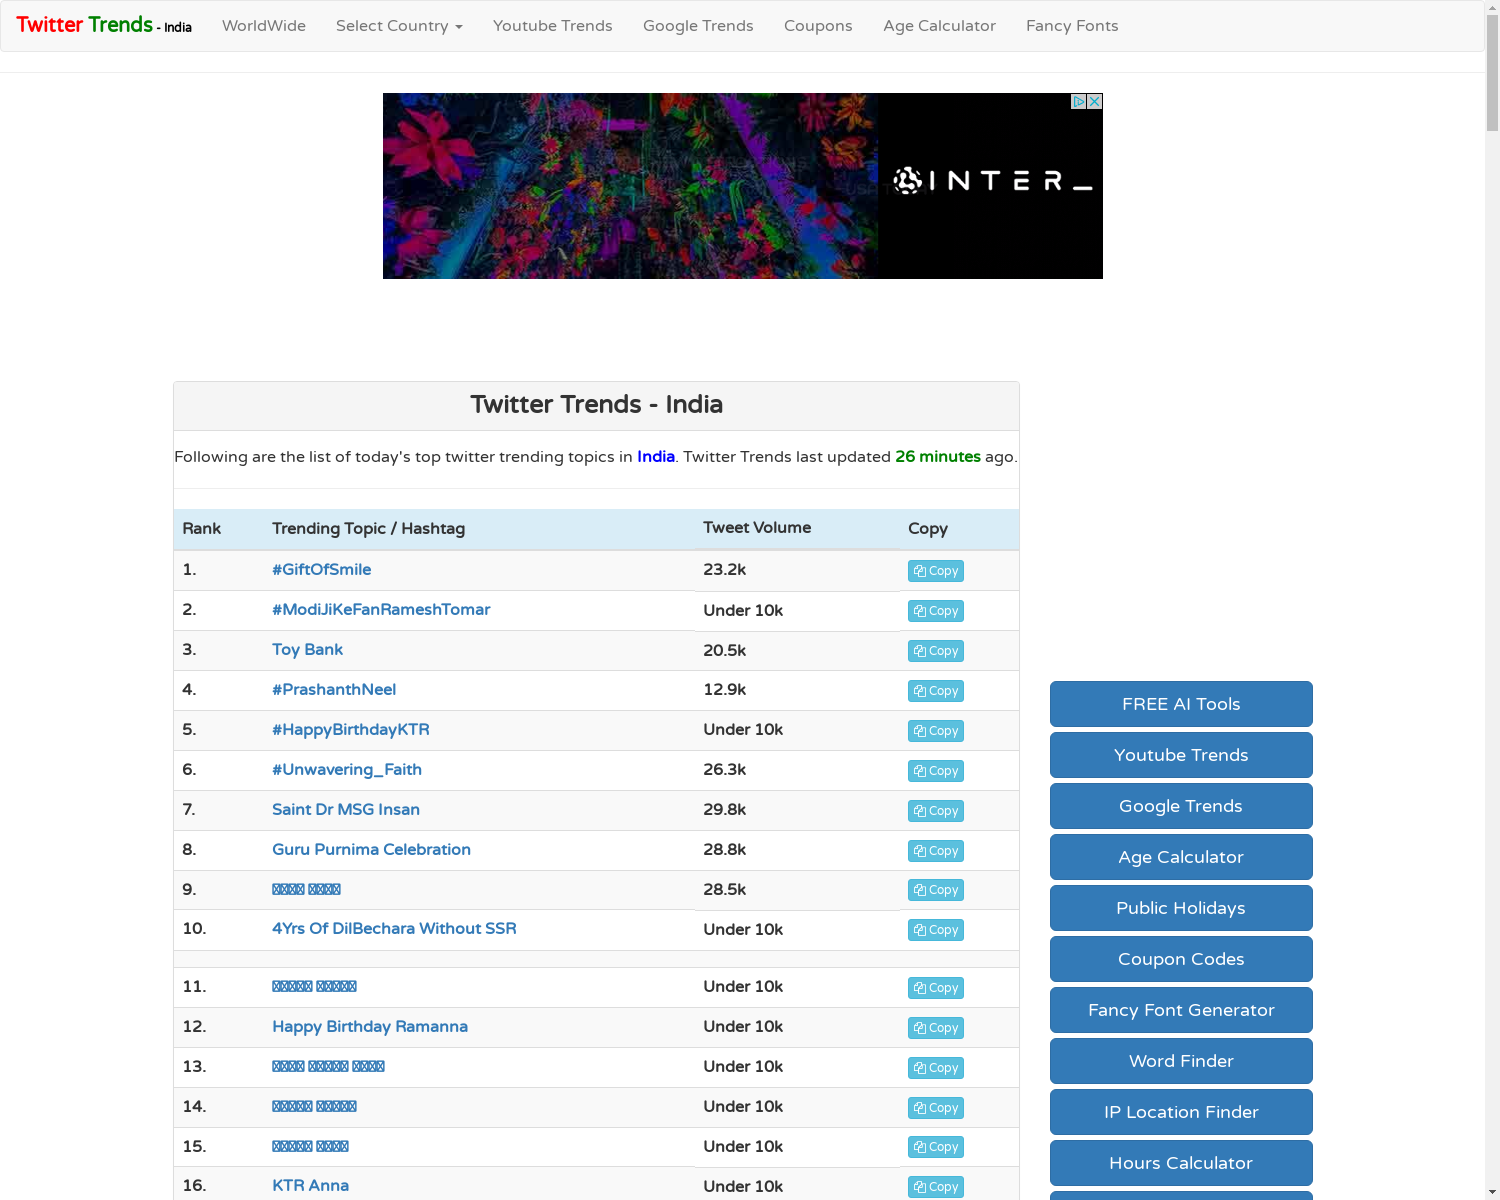 Twitter Trends - India WorldWide Select Country Youtube Trends Google Trends Coupons Age Calculator Fancy Fonts
INTER_
Twitter Trends - India
Following are the list of today's top twitter trending topics in India. Twitter Trends last updated 26 minutes ago.
Rank Trending Topic / Hashtag Tweet Volume Copy
1. #GiftOfSmile 23.2k Copy
2. #ModiJiKeFanRameshTomar Under 10k Copy
3. Toy Bank 20.5k Copy
4. #PrashanthNeel 12.9k Copy
5. #HappyBirthdayKTR Under 10k Copy
6. #Unwavering_Faith 26.3k Copy
7. Saint Dr MSG Insan 29.8k Copy
8. Guru Purnima Celebration 28.8k Copy
9. 28.5k Copy
10. 4Yrs Of DilBechara Without SSR Under 10k Copy
11. Under 10k Copy
12. Happy Birthday Ramanna Under 10k Copy
13. Under 10k Copy
14. Under 10k Copy
15. Under 10k Copy
16. KTR Anna Under 10k Copy
FREE AI Tools
Youtube Trends
Google Trends
Age Calculator
Public Holidays
Coupon Codes
Fancy Font Generator
Word Finder
IP Location Finder
Hours Calculator